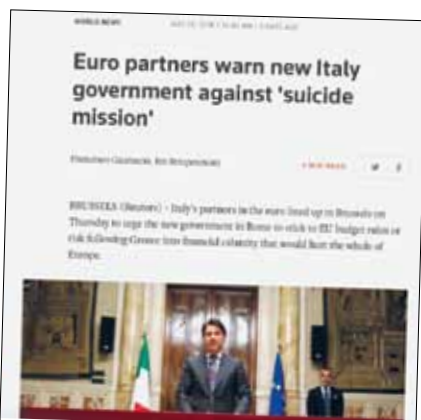 WORLD NEWS
Euro partners warn new Italy
government against 'suicide
mission'
BRUSSELS (Reuters) - Italy's partners in the euro lined up in Brussels on
Thursday to urge the new government in Rome to stick to EU budget rules or
risk following Greece into financial calamity that would hurt the whole of
Europe.